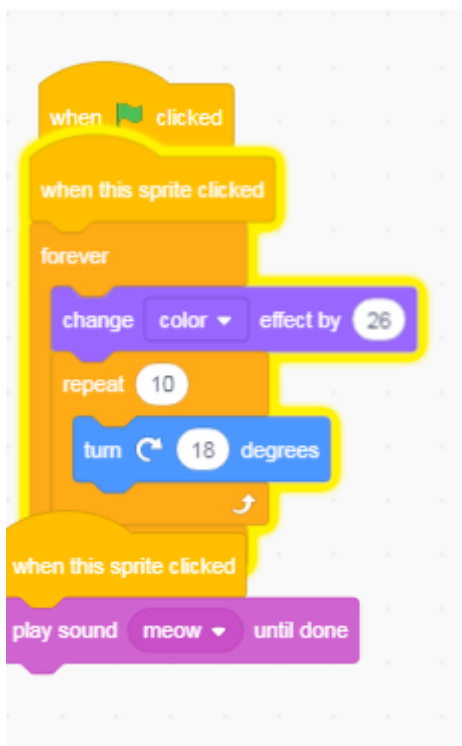 when clicked
when this sprite clicked
forever
change color effect by 26
repeat 10
turn 18 degrees
when this sprite clicked
play sound meow until done